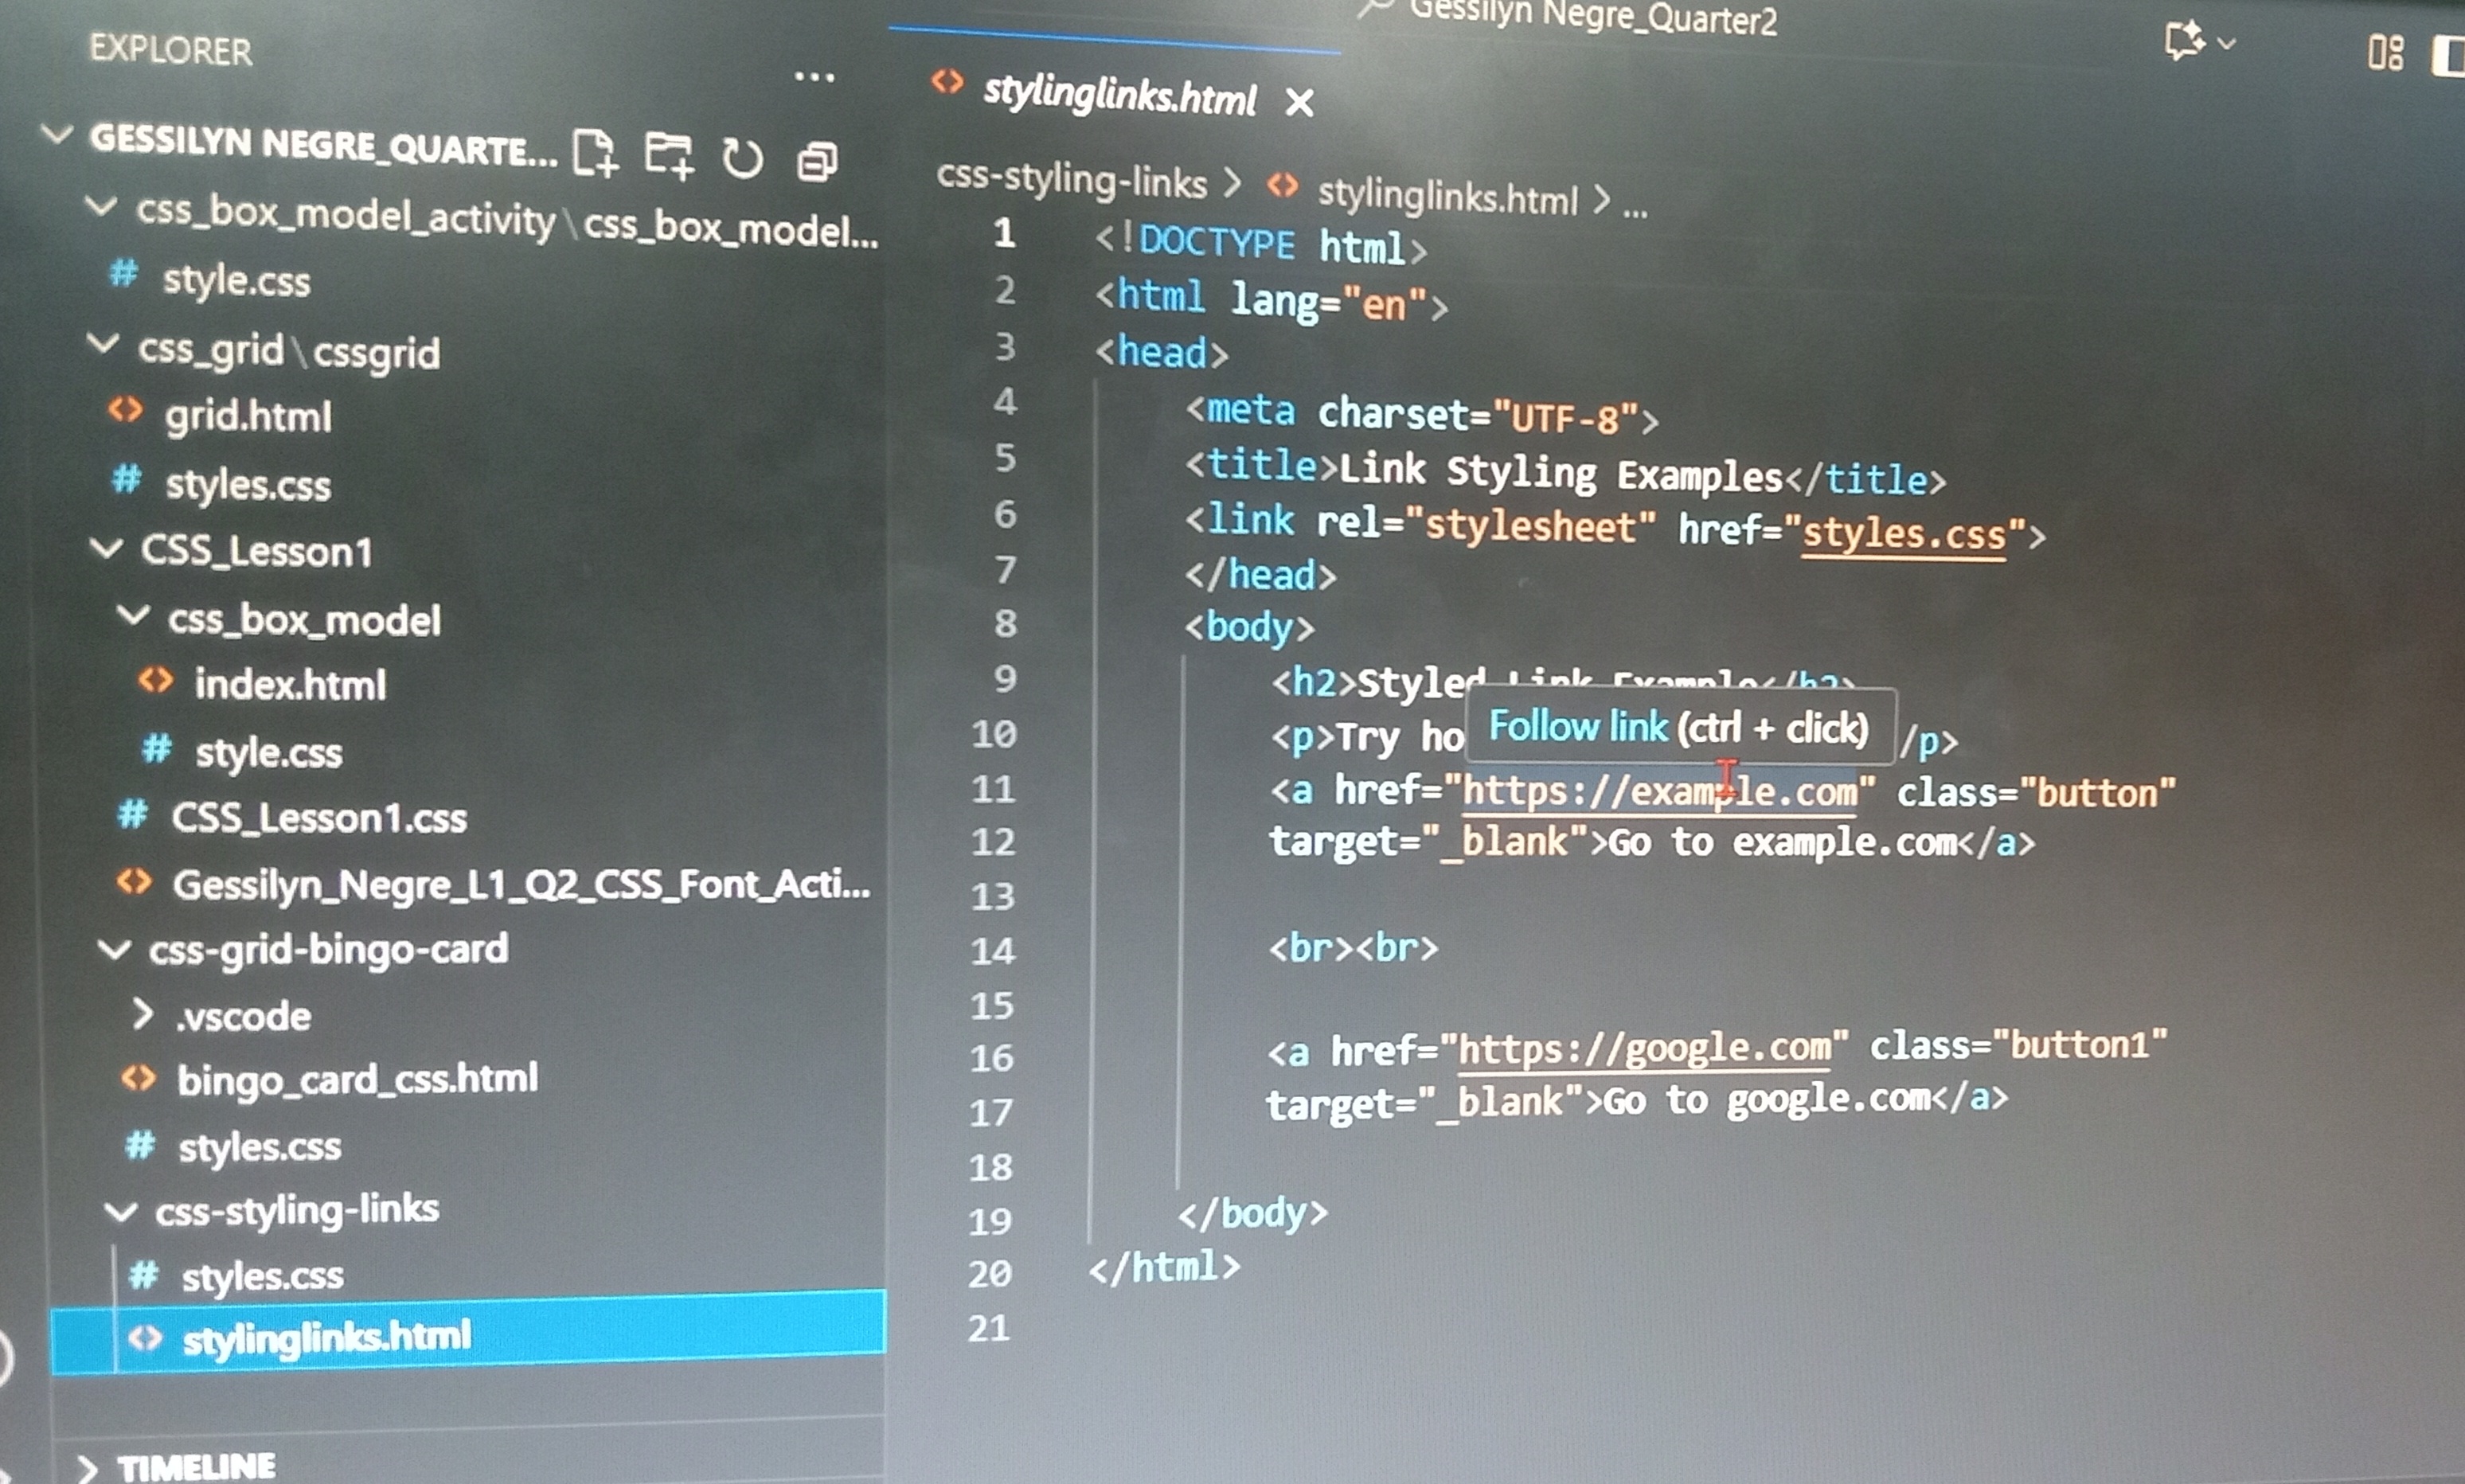 Gessilyn Negre_Quarter2
EXPLORER
...
GESSILYN NEGRE_QUARTE...
css_box_model_activity\css_box_model...
# style.css
css_grid\cssgrid
<> grid.html
# styles.css
CSS_Lesson1
css_box_model
<> index.html
# style.css
# CSS_Lesson1.css
<> Gessilyn_Negre_L1_Q2_CSS_Font_Acti...
css-grid-bingo-card
.vscode
<> bingo_card_css.html
# styles.css
css-styling-links
# styles.css
<> stylinglinks.html
TIMELINE
<> stylinglinks.html ×
css-styling-links > <> stylinglinks.html > ...
1 <!DOCTYPE html>
2 <html lang="en">
3 <head>
4 <meta charset="UTF-8">
5 <title>Link Styling Examples</title>
6 <link rel="stylesheet" href="styles.css">
7 </head>
8 <body>
9 <h2>Styled Link Example</h2>
Follow link (ctrl + click)
10 <p>Try ho /p>
11 <a href="https://example.com" class="button"
12 target="_blank">Go to example.com</a>
13
14 <br><br>
15
16 <a href="https://google.com" class="button1"
17 target="_blank">Go to google.com</a>
18
19 </body>
20 </html>
21